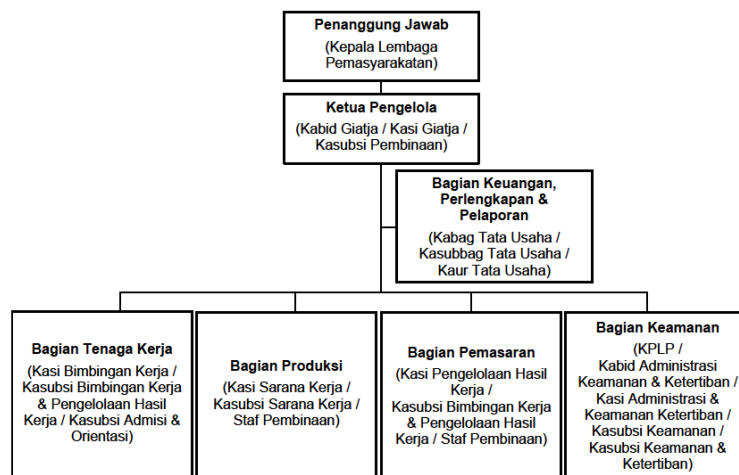 Penanggung Jawab
(Kepala Lembaga
Pemasyarakatan)
Ketua Pengelola
(Kabid Giatja / Kasi Giatja /
Kasubsi Pembinaan)
Bagian Keuangan,
Perlengkapan &
Pelaporan
(Kabag Tata Usaha /
Kasubbag Tata Usaha /
Kaur Tata Usaha)
Bagian Tenaga Kerja
(Kasi Bimbingan Kerja /
Kasubsi Bimbingan Kerja
& Pengelolaan Hasil
Kerja / Kasubsi Admisi &
Orientasi)
Bagian Produksi
(Kasi Sarana Kerja /
Kasubsi Sarana Kerja /
Staf Pembinaan)
Bagian Pemasaran
(Kasi Pengelolaan Hasil
Kerja /
Kasubsi Bimbingan Kerja
& Pengelolaan Hasil
Kerja / Staf Pembinaan)
Bagian Keamanan
(KPLP /
Kabid Administrasi
Keamanan & Ketertiban /
Kasi Administrasi &
Keamanan Ketertiban /
Kasubsi Keamanan /
Kasubsi Keamanan &
Ketertiban)